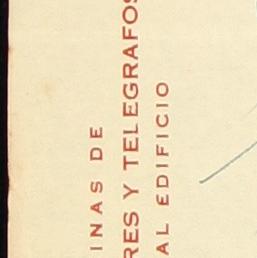 INAS DE
RES Y TELEGRAFOS
AL EDIFICIO